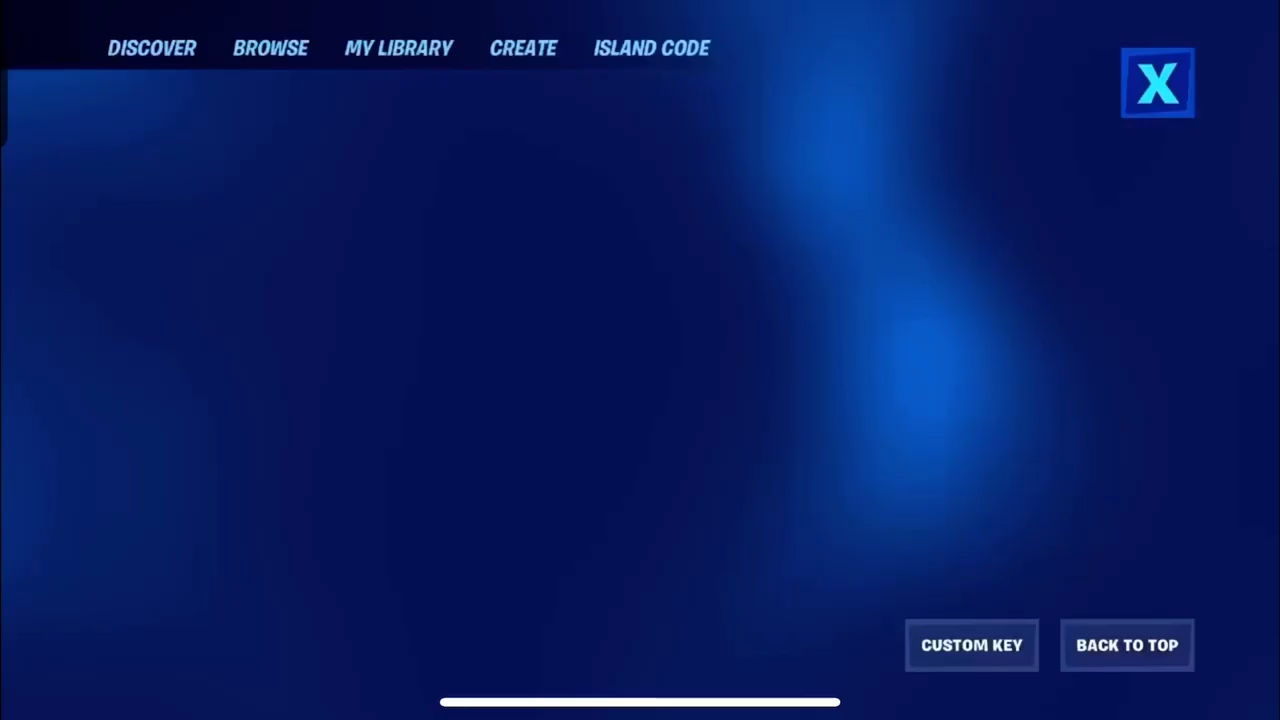 DISCOVER BROWSE MY LIBRARY CREATE ISLAND CODE
X
CUSTOM KEY BACK TO TOP